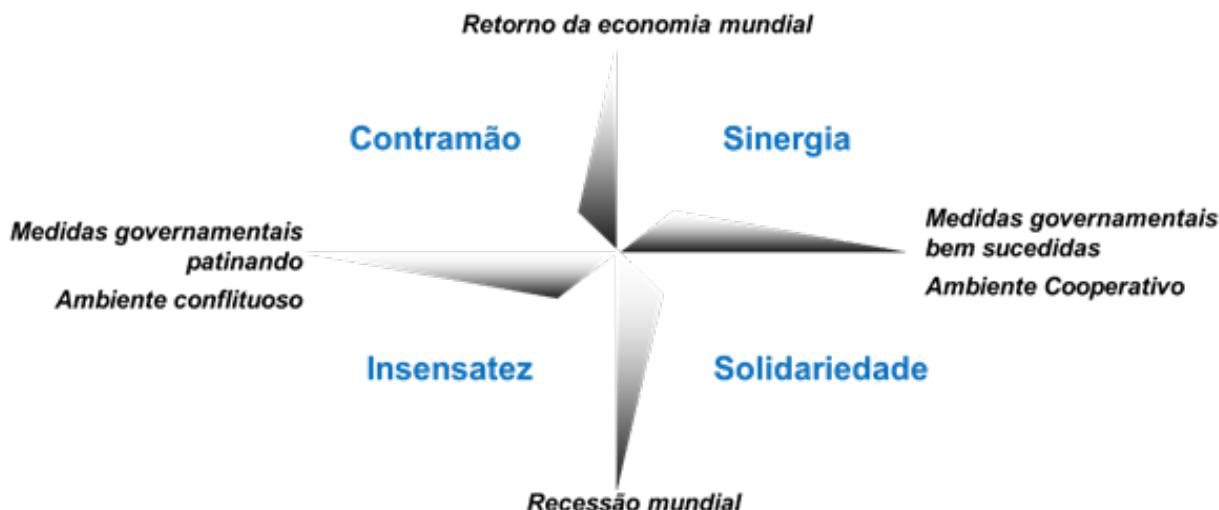 Retorno da economia mundial
Contramão
Sinergia
Medidas governamentais
patinando
Ambiente conflituoso
Medidas governamentais
bem sucedidas
Ambiente Cooperativo
Insensatez
Solidariedade
Recessão mundial